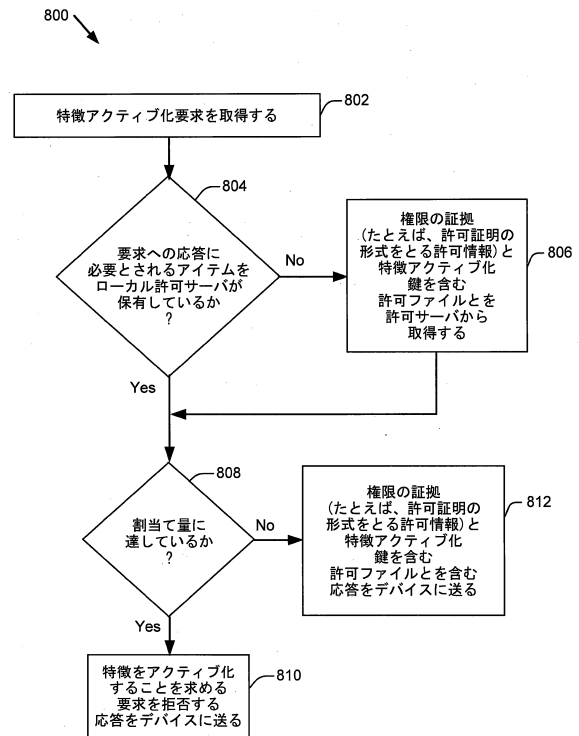 800
特徴アクティブ化要求を取得する
802
804
要求への応答に
必要とされるアイテムを
ローカル許可サーバが
保有しているか
?
No
権限の証拠
(たとえば、許可証明の
形式をとる許可情報)と
特徴アクティブ化
鍵を含む
許可ファイルとを
許可サーバから
取得する
806
Yes
808
割当て量に
達しているか
?
No
権限の証拠
(たとえば、許可証明の
形式をとる許可情報)と
特徴アクティブ化
鍵を含む
許可ファイルとを含む
応答をデバイスに送る
812
Yes
特徴をアクティブ化
することを求める
要求を拒否する
応答をデバイスに送る
810